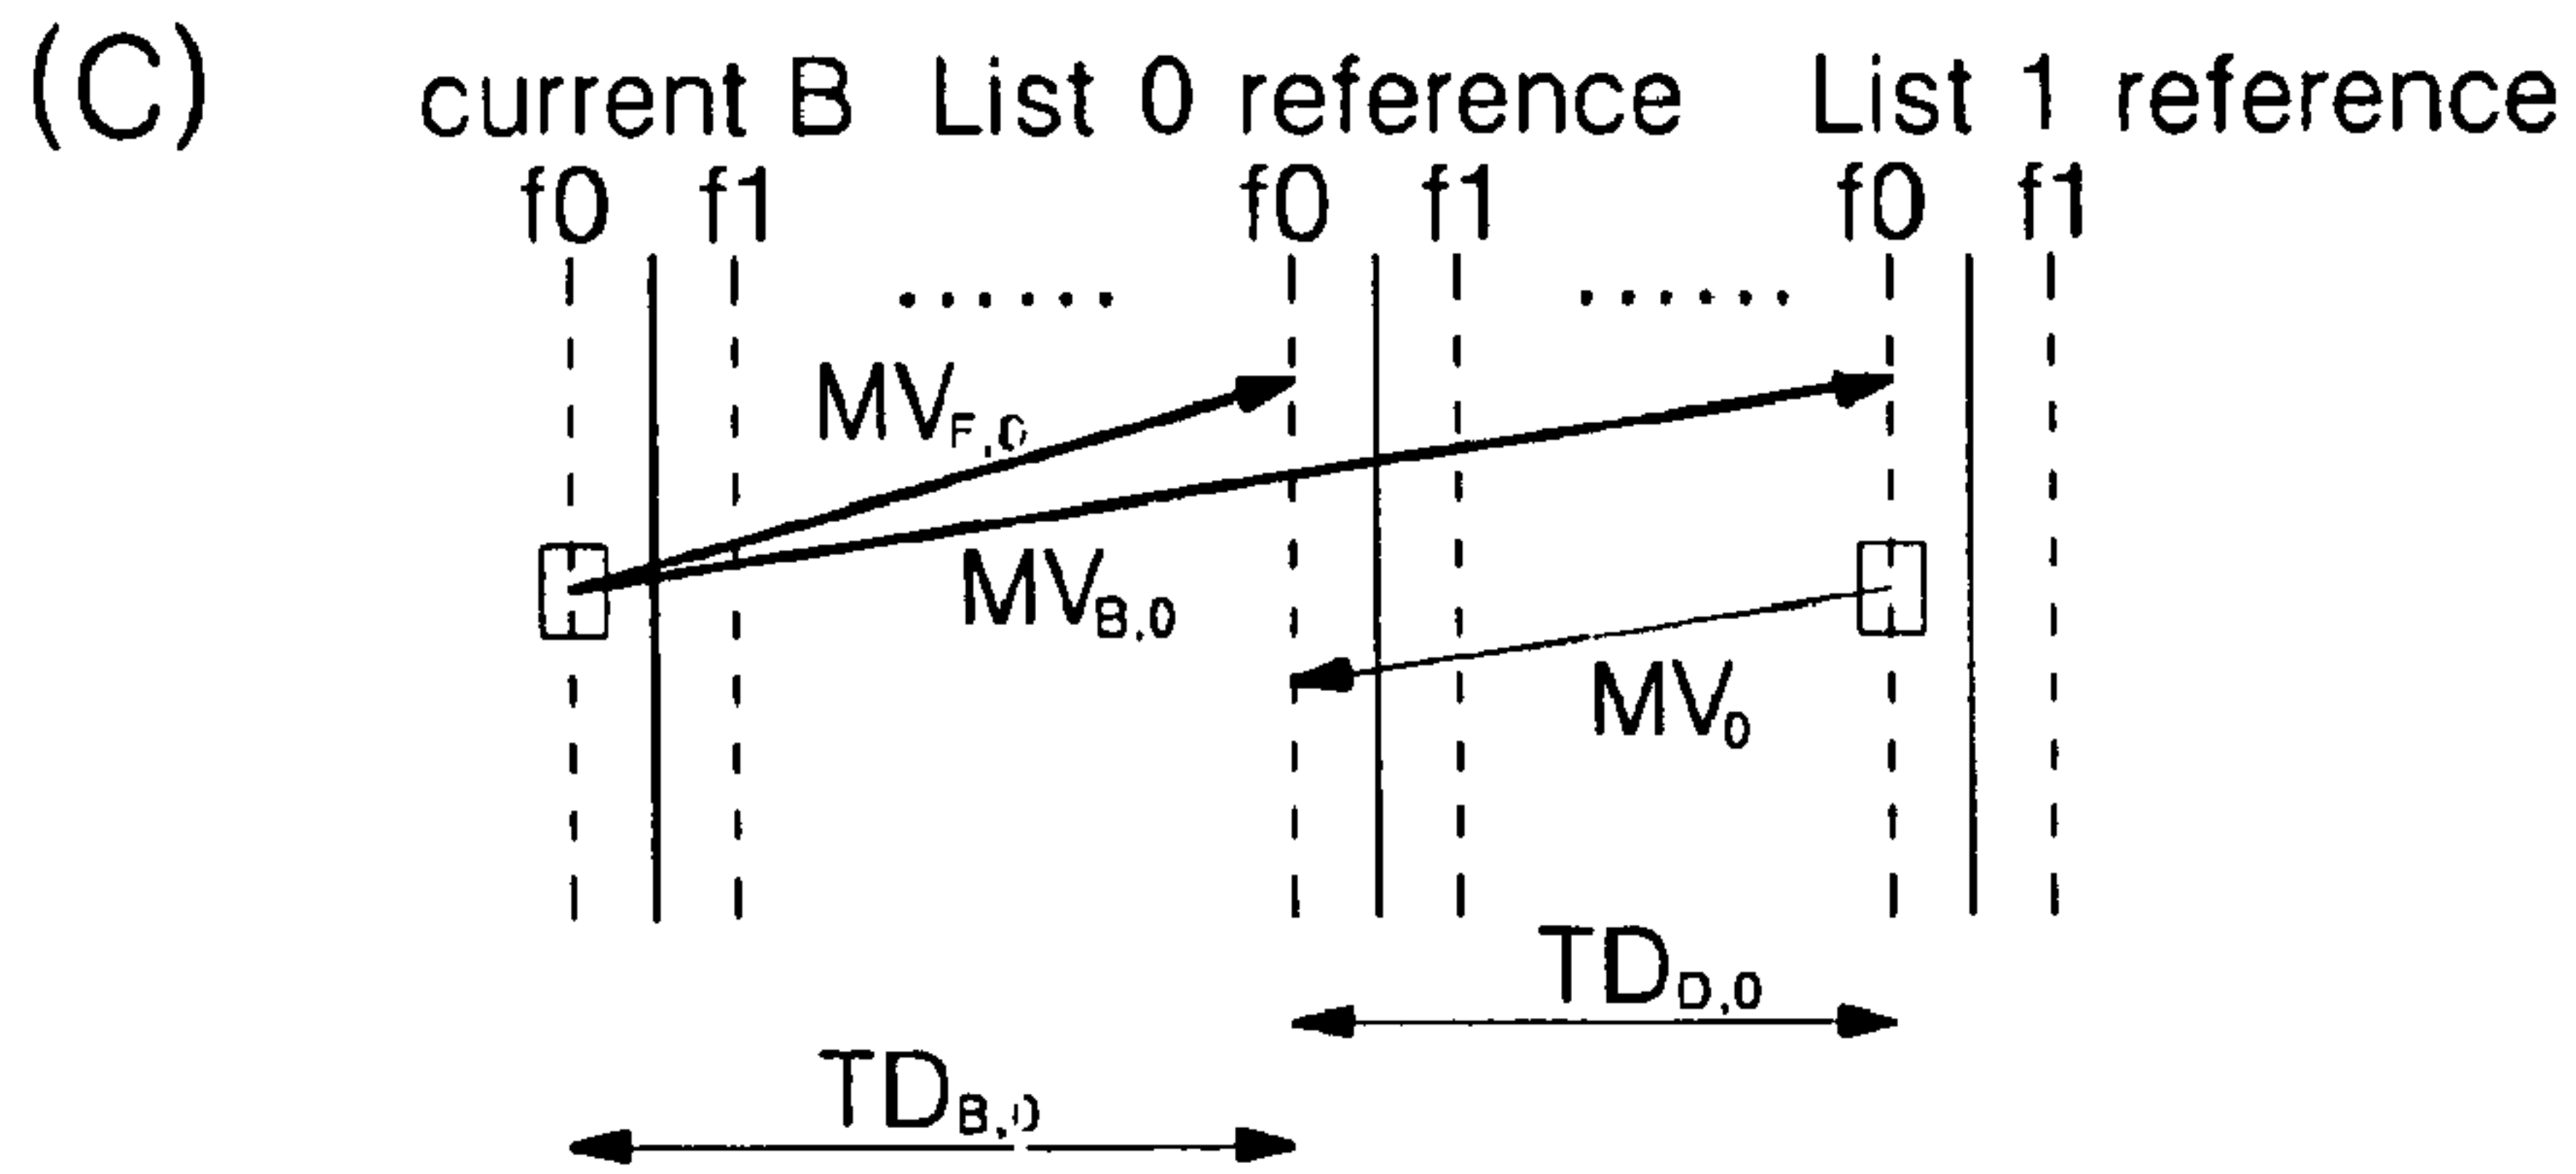 (C)
current B List 0 reference List 1 reference
f0 f1 f0 f1 f0 f1
MVF,0
MVB,0
MV0
TDD,0
TDB,0